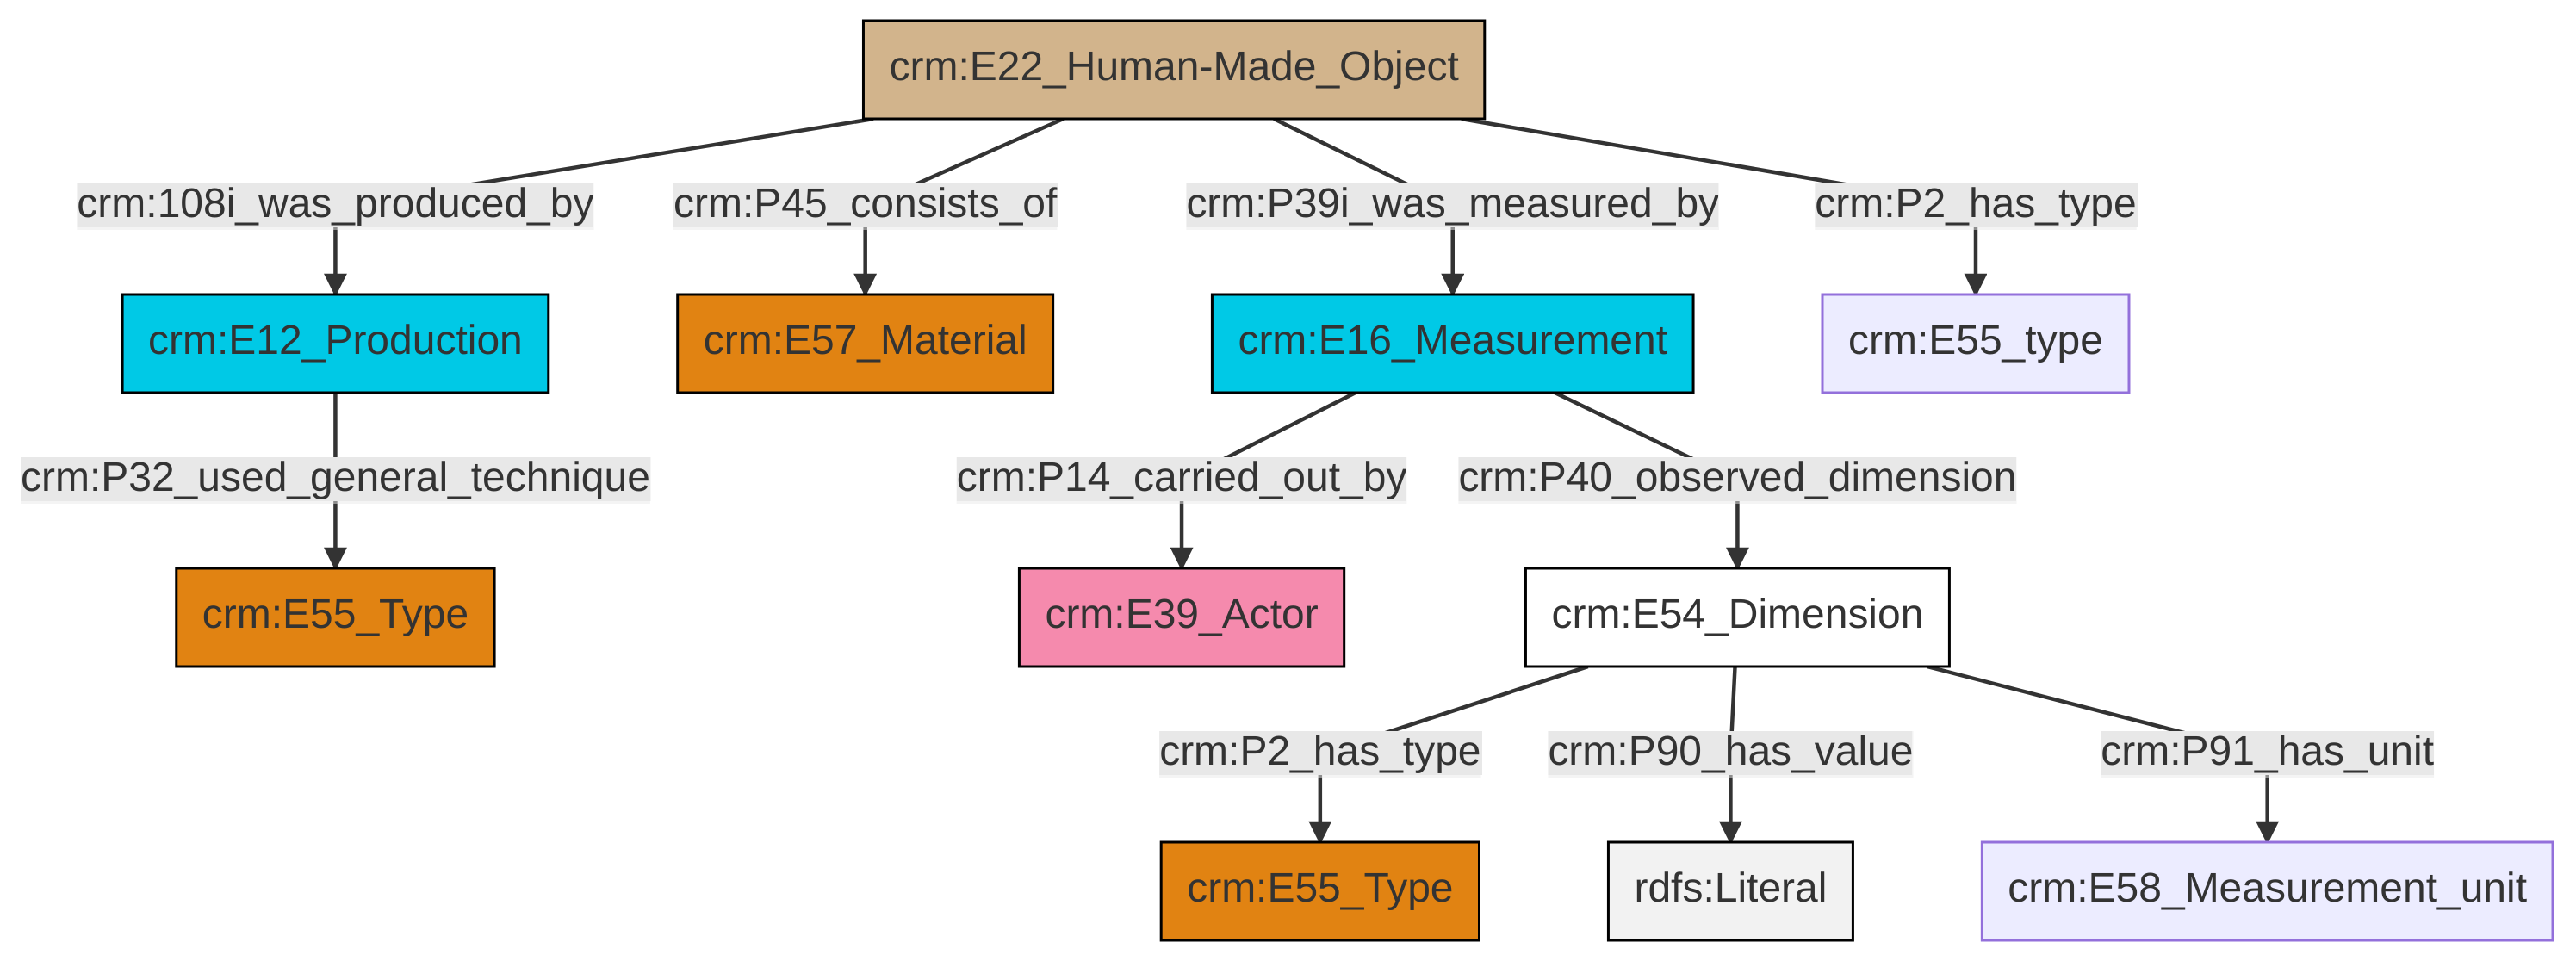 crm:E22_Human-Made_Object
crm:108i_was_produced_by
crm:P45_consists_of
crm:P39i_was_measured_by
crm:P2_has_type
crm:E12_Production
crm:E57_Material
crm:E16_Measurement
crm:E55_type
crm:P32_used_general_technique
crm:P14_carried_out_by
crm:P40_observed_dimension
crm:E55_Type
crm:E39_Actor
crm:E54_Dimension
crm:P2_has_type
crm:P90_has_value
crm:P91_has_unit
crm:E55_Type
rdfs:Literal
crm:E58_Measurement_unit